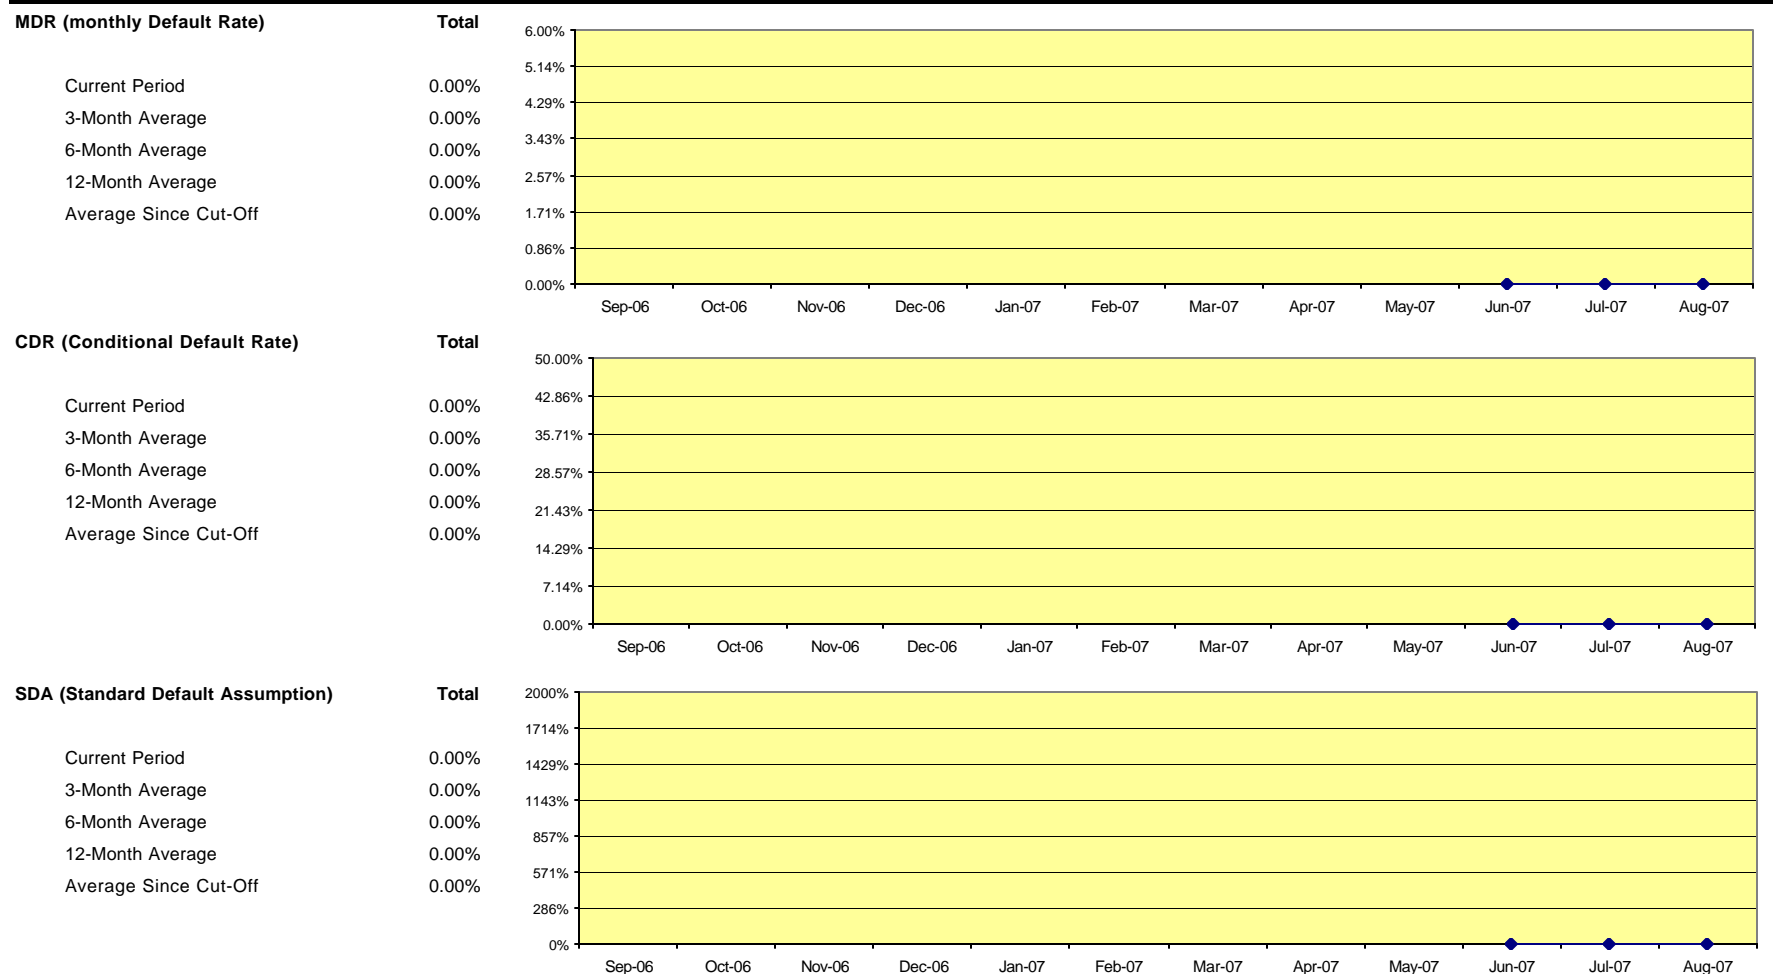 MDR (monthly Default Rate) Total
Current Period 0.00%
3-Month Average 0.00%
6-Month Average 0.00%
12-Month Average 0.00%
Average Since Cut-Off 0.00%
6.00%
5.14%
4.29%
3.43%
2.57%
1.71%
0.86%
0.00%
Sep-06 Oct-06 Nov-06 Dec-06 Jan-07 Feb-07 Mar-07 Apr-07 May-07 Jun-07 Jul-07 Aug-07
CDR (Conditional Default Rate) Total
Current Period 0.00%
3-Month Average 0.00%
6-Month Average 0.00%
12-Month Average 0.00%
Average Since Cut-Off 0.00%
50.00%
42.86%
35.71%
28.57%
21.43%
14.29%
7.14%
0.00%
Sep-06 Oct-06 Nov-06 Dec-06 Jan-07 Feb-07 Mar-07 Apr-07 May-07 Jun-07 Jul-07 Aug-07
SDA (Standard Default Assumption) Total
Current Period 0.00%
3-Month Average 0.00%
6-Month Average 0.00%
12-Month Average 0.00%
Average Since Cut-Off 0.00%
2000%
1714%
1429%
1143%
857%
571%
286%
0%
Sep-06 Oct-06 Nov-06 Dec-06 Jan-07 Feb-07 Mar-07 Apr-07 May-07 Jun-07 Jul-07 Aug-07